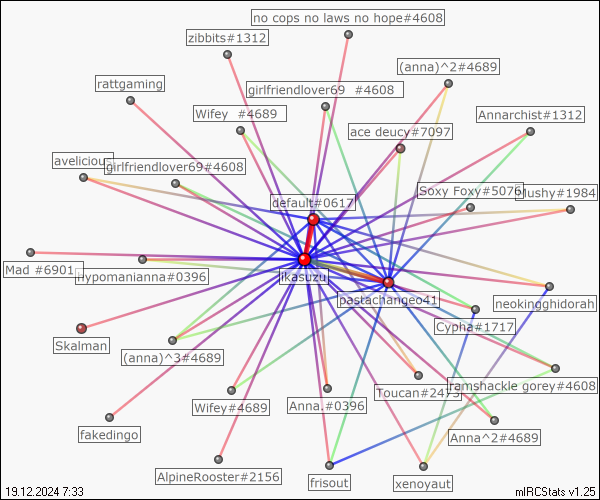 no cops no laws no hope#4608
zibbits#1312
(anna)^2#4689
rattgaming
girlfriendlover69 #4608
Wifey #4689
Annarchist#1312
ace deucy#7097
avelicious
girlfriendlover69#4608
Soxy Foxy#5076
Mushy#1984
default#0617
Mad #6901
Hypomanianna#0396
ikasuzu
pastachangeo41
neokingghidorah
Cypha#1717
Skalman
(anna)^3#4689
ramshackle gorey#4608
Toucan#2473
Wifey#4689
Anna.#0396
fakedingo
Anna^2#4689
AlpineRooster#2156
frisout
xenoyaut
19.12.2024 7:33
mIRCStats v1.25